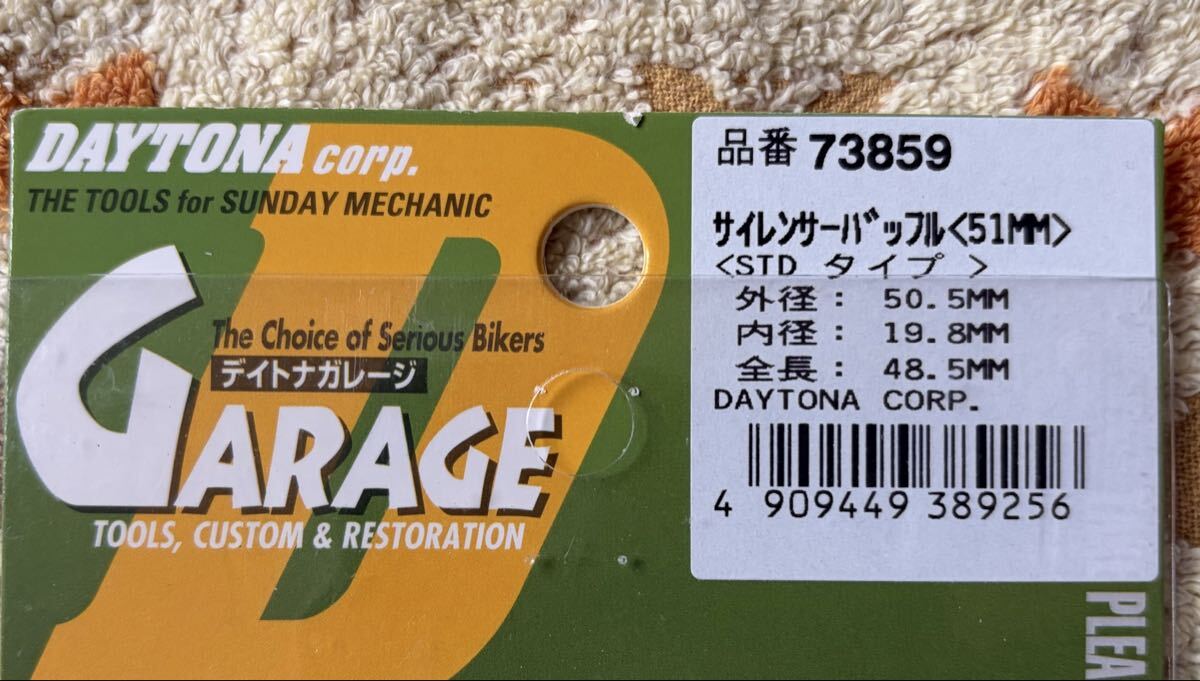 DAYTONA corp.
THE TOOLS for SUNDAY MECHANIC
The Choice of Serious Bikers
デイトナガレージ
GARAGE
TOOLS, CUSTOM & RESTORATION
品番 73859
サイレンサーバッフル<51MM>
<STD タイプ >
外径: 50.5MM
内径: 19.8MM
全長: 48.5MM
DAYTONA CORP.
4 909449 389256
PLEA